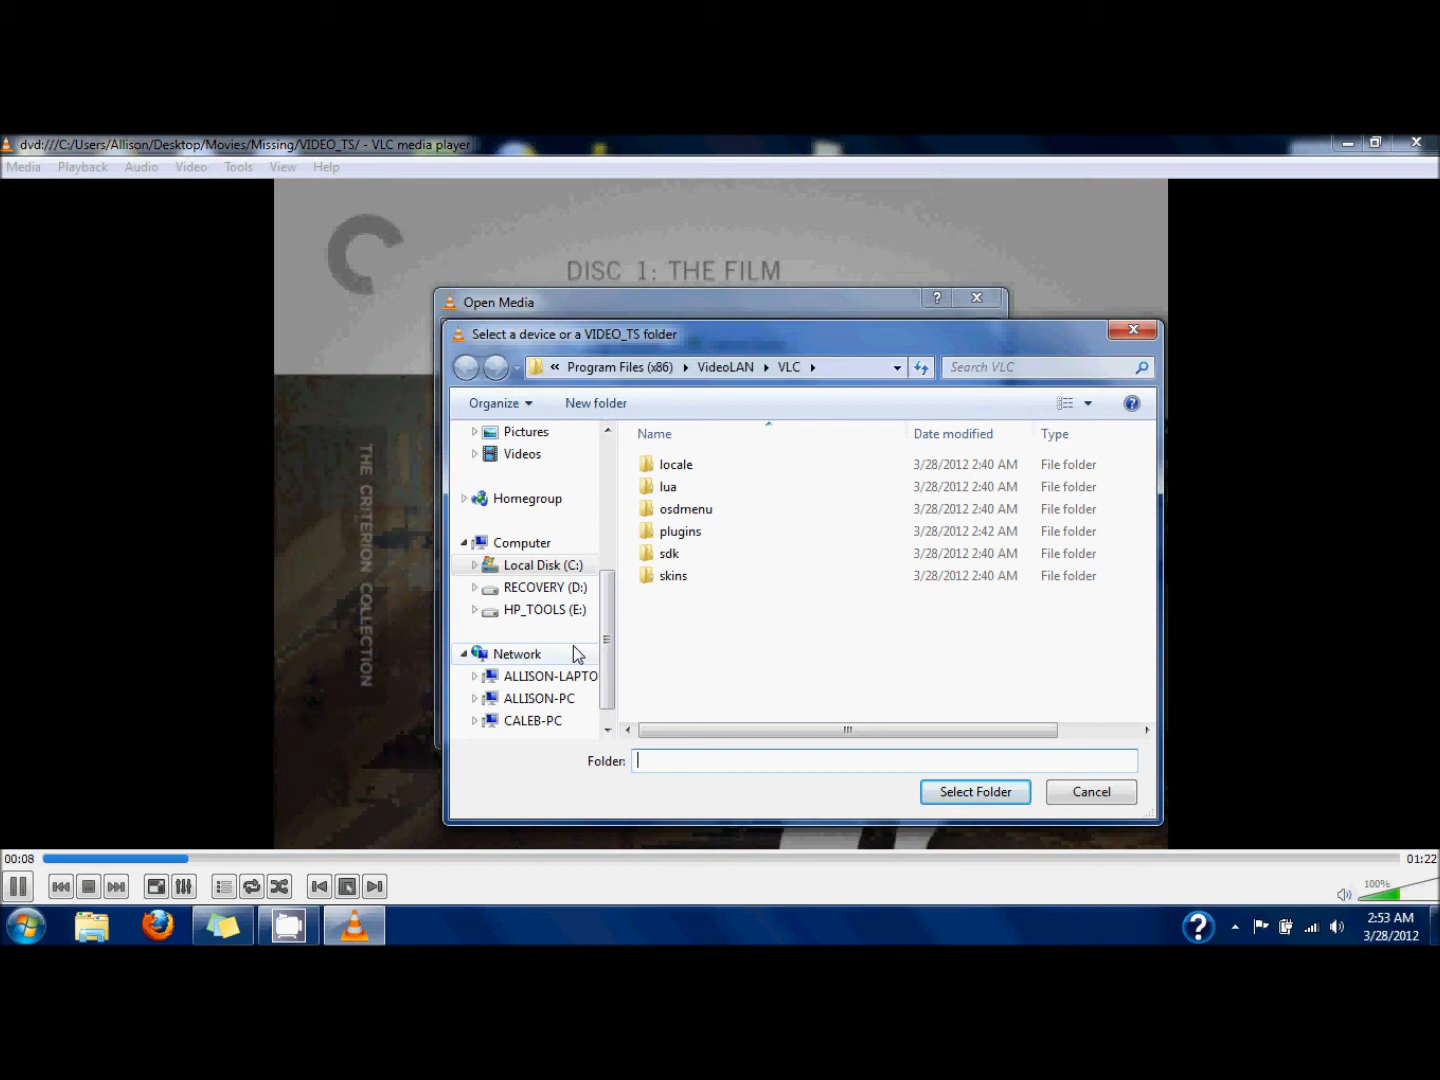 dvd:///C:/Users/Allison/Desktop/Movies/Missing/VIDEO_TS/ - VLC media player
Media Playback Audio Video Tools View Help
DISC 1: THE FILM
THE CRITERION COLLECTION
Open Media
?
Select a device or a VIDEO_TS folder
« Program Files (x86) VideoLAN VLC
Search VLC
Organize New folder
?
Pictures
Videos
Homegroup
Computer
Local Disk (C:)
RECOVERY (D:)
HP_TOOLS (E:)
Network
ALLISON-LAPTO
ALLISON-PC
CALEB-PC
Name Date modified Type
locale 3/28/2012 2:40 AM File folder
lua 3/28/2012 2:40 AM File folder
osdmenu 3/28/2012 2:40 AM File folder
plugins 3/28/2012 2:42 AM File folder
sdk 3/28/2012 2:40 AM File folder
skins 3/28/2012 2:40 AM File folder
Folder:
Select Folder Cancel
00:08 01:22
100%
?
2:53 AM
3/28/2012